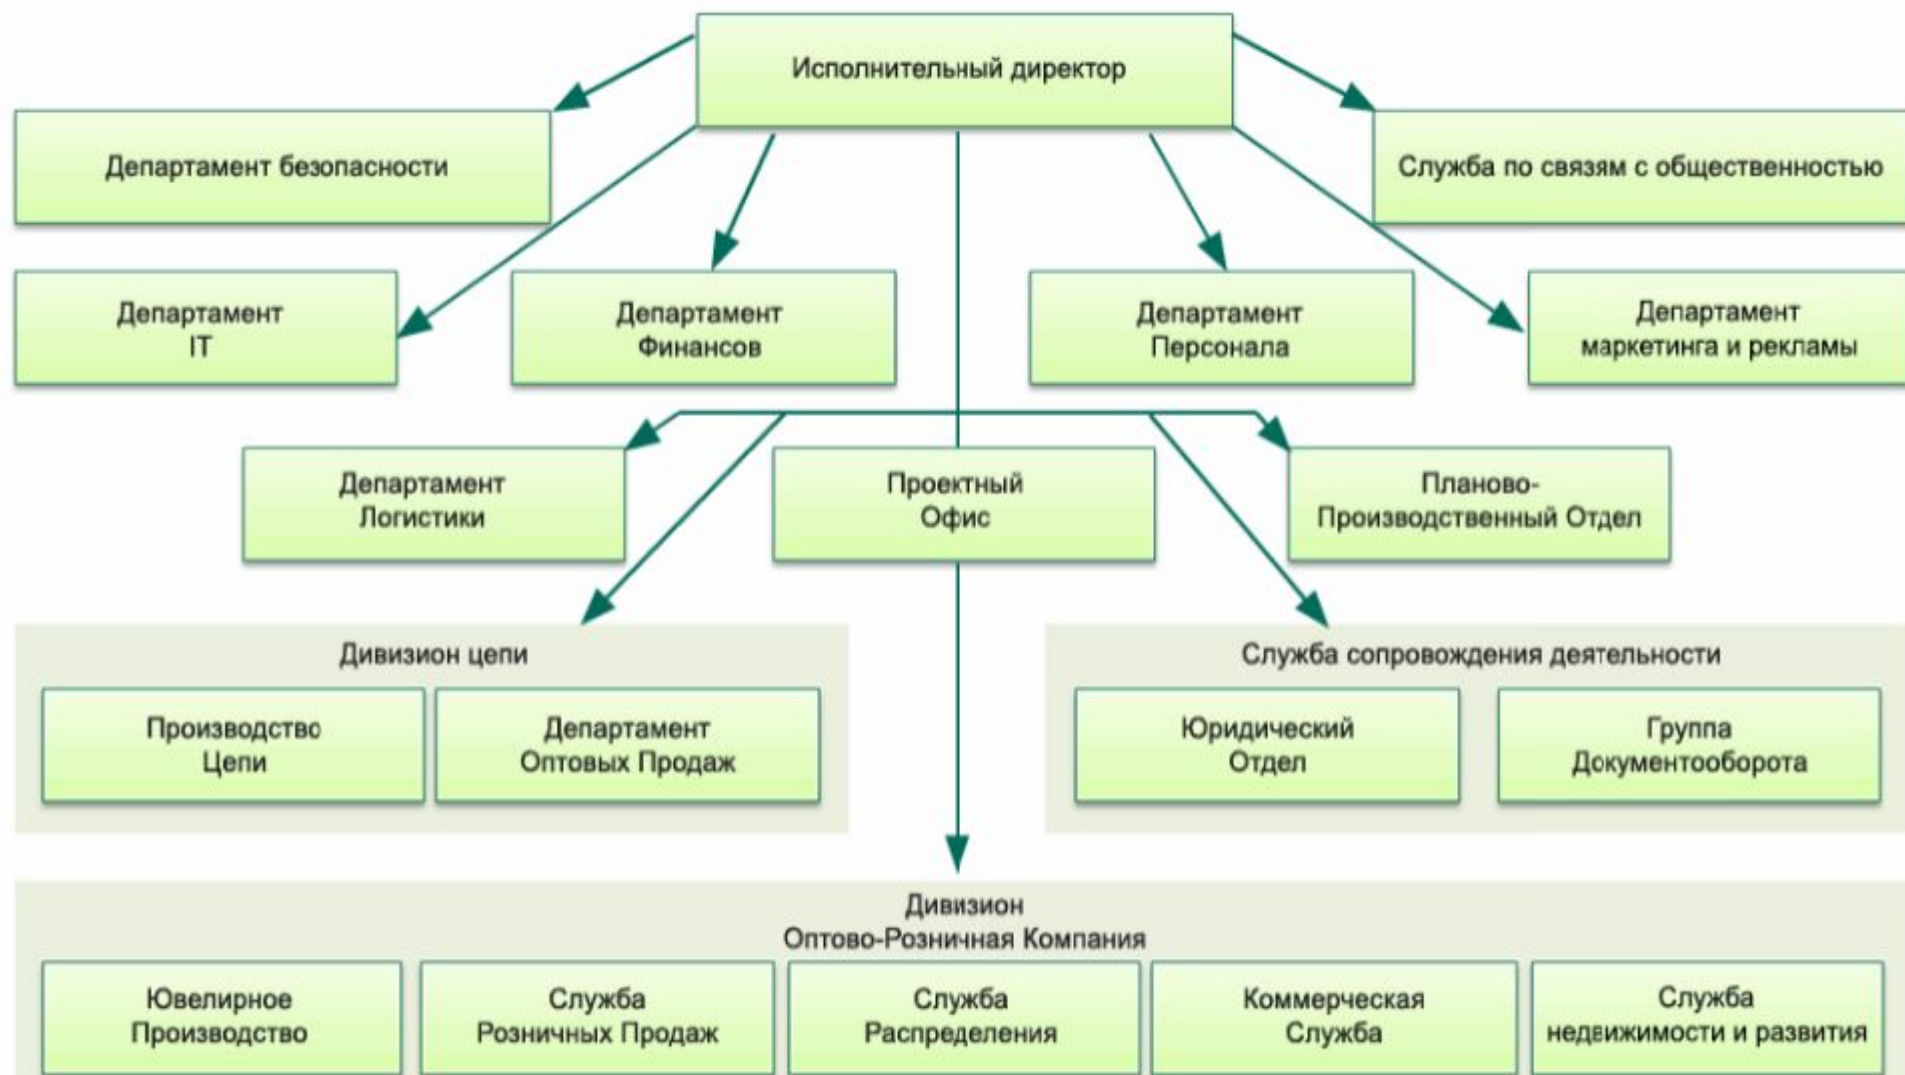 Исполнительный директор
Департамент безопасности
Служба по связям с общественностью
Департамент
IT
Департамент
Финансов
Департамент
Персонала
Департамент
маркетинга и рекламы
Департамент
Логистики
Проектный
Офис
Планово-
Производственный Отдел
Дивизион цепи
Производство
Цепи
Департамент
Оптовых Продаж
Служба сопровождения деятельности
Юридический
Отдел
Группа
Документооборота
Дивизион
Оптово-Розничная Компания
Ювелирное
Производство
Служба
Розничных Продаж
Служба
Распределения
Коммерческая
Служба
Служба
недвижимости и развития